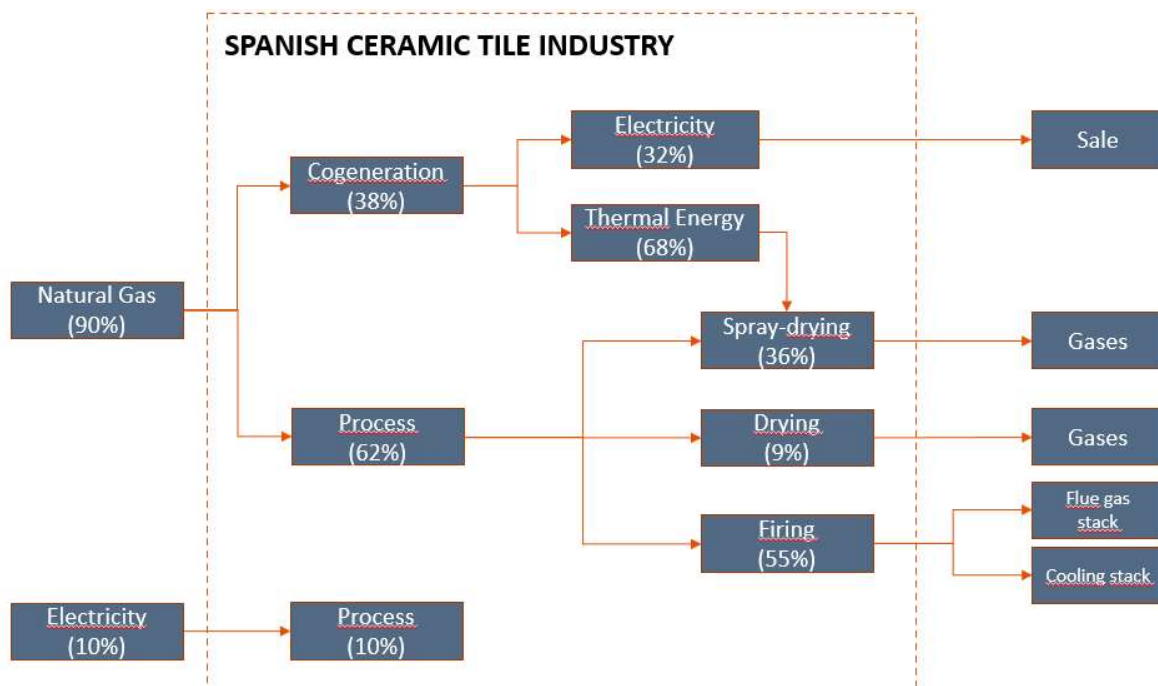 SPANISH CERAMIC TILE INDUSTRY
Electricity
(32%)
Sale
Cogeneration
(38%)
Thermal Energy
(68%)
Natural Gas
(90%)
Spray-drying
(36%)
Gases
Process
(62%)
Drying
(9%)
Gases
Firing
(55%)
Flue gas
stack
Cooling stack
Electricity
(10%)
Process
(10%)